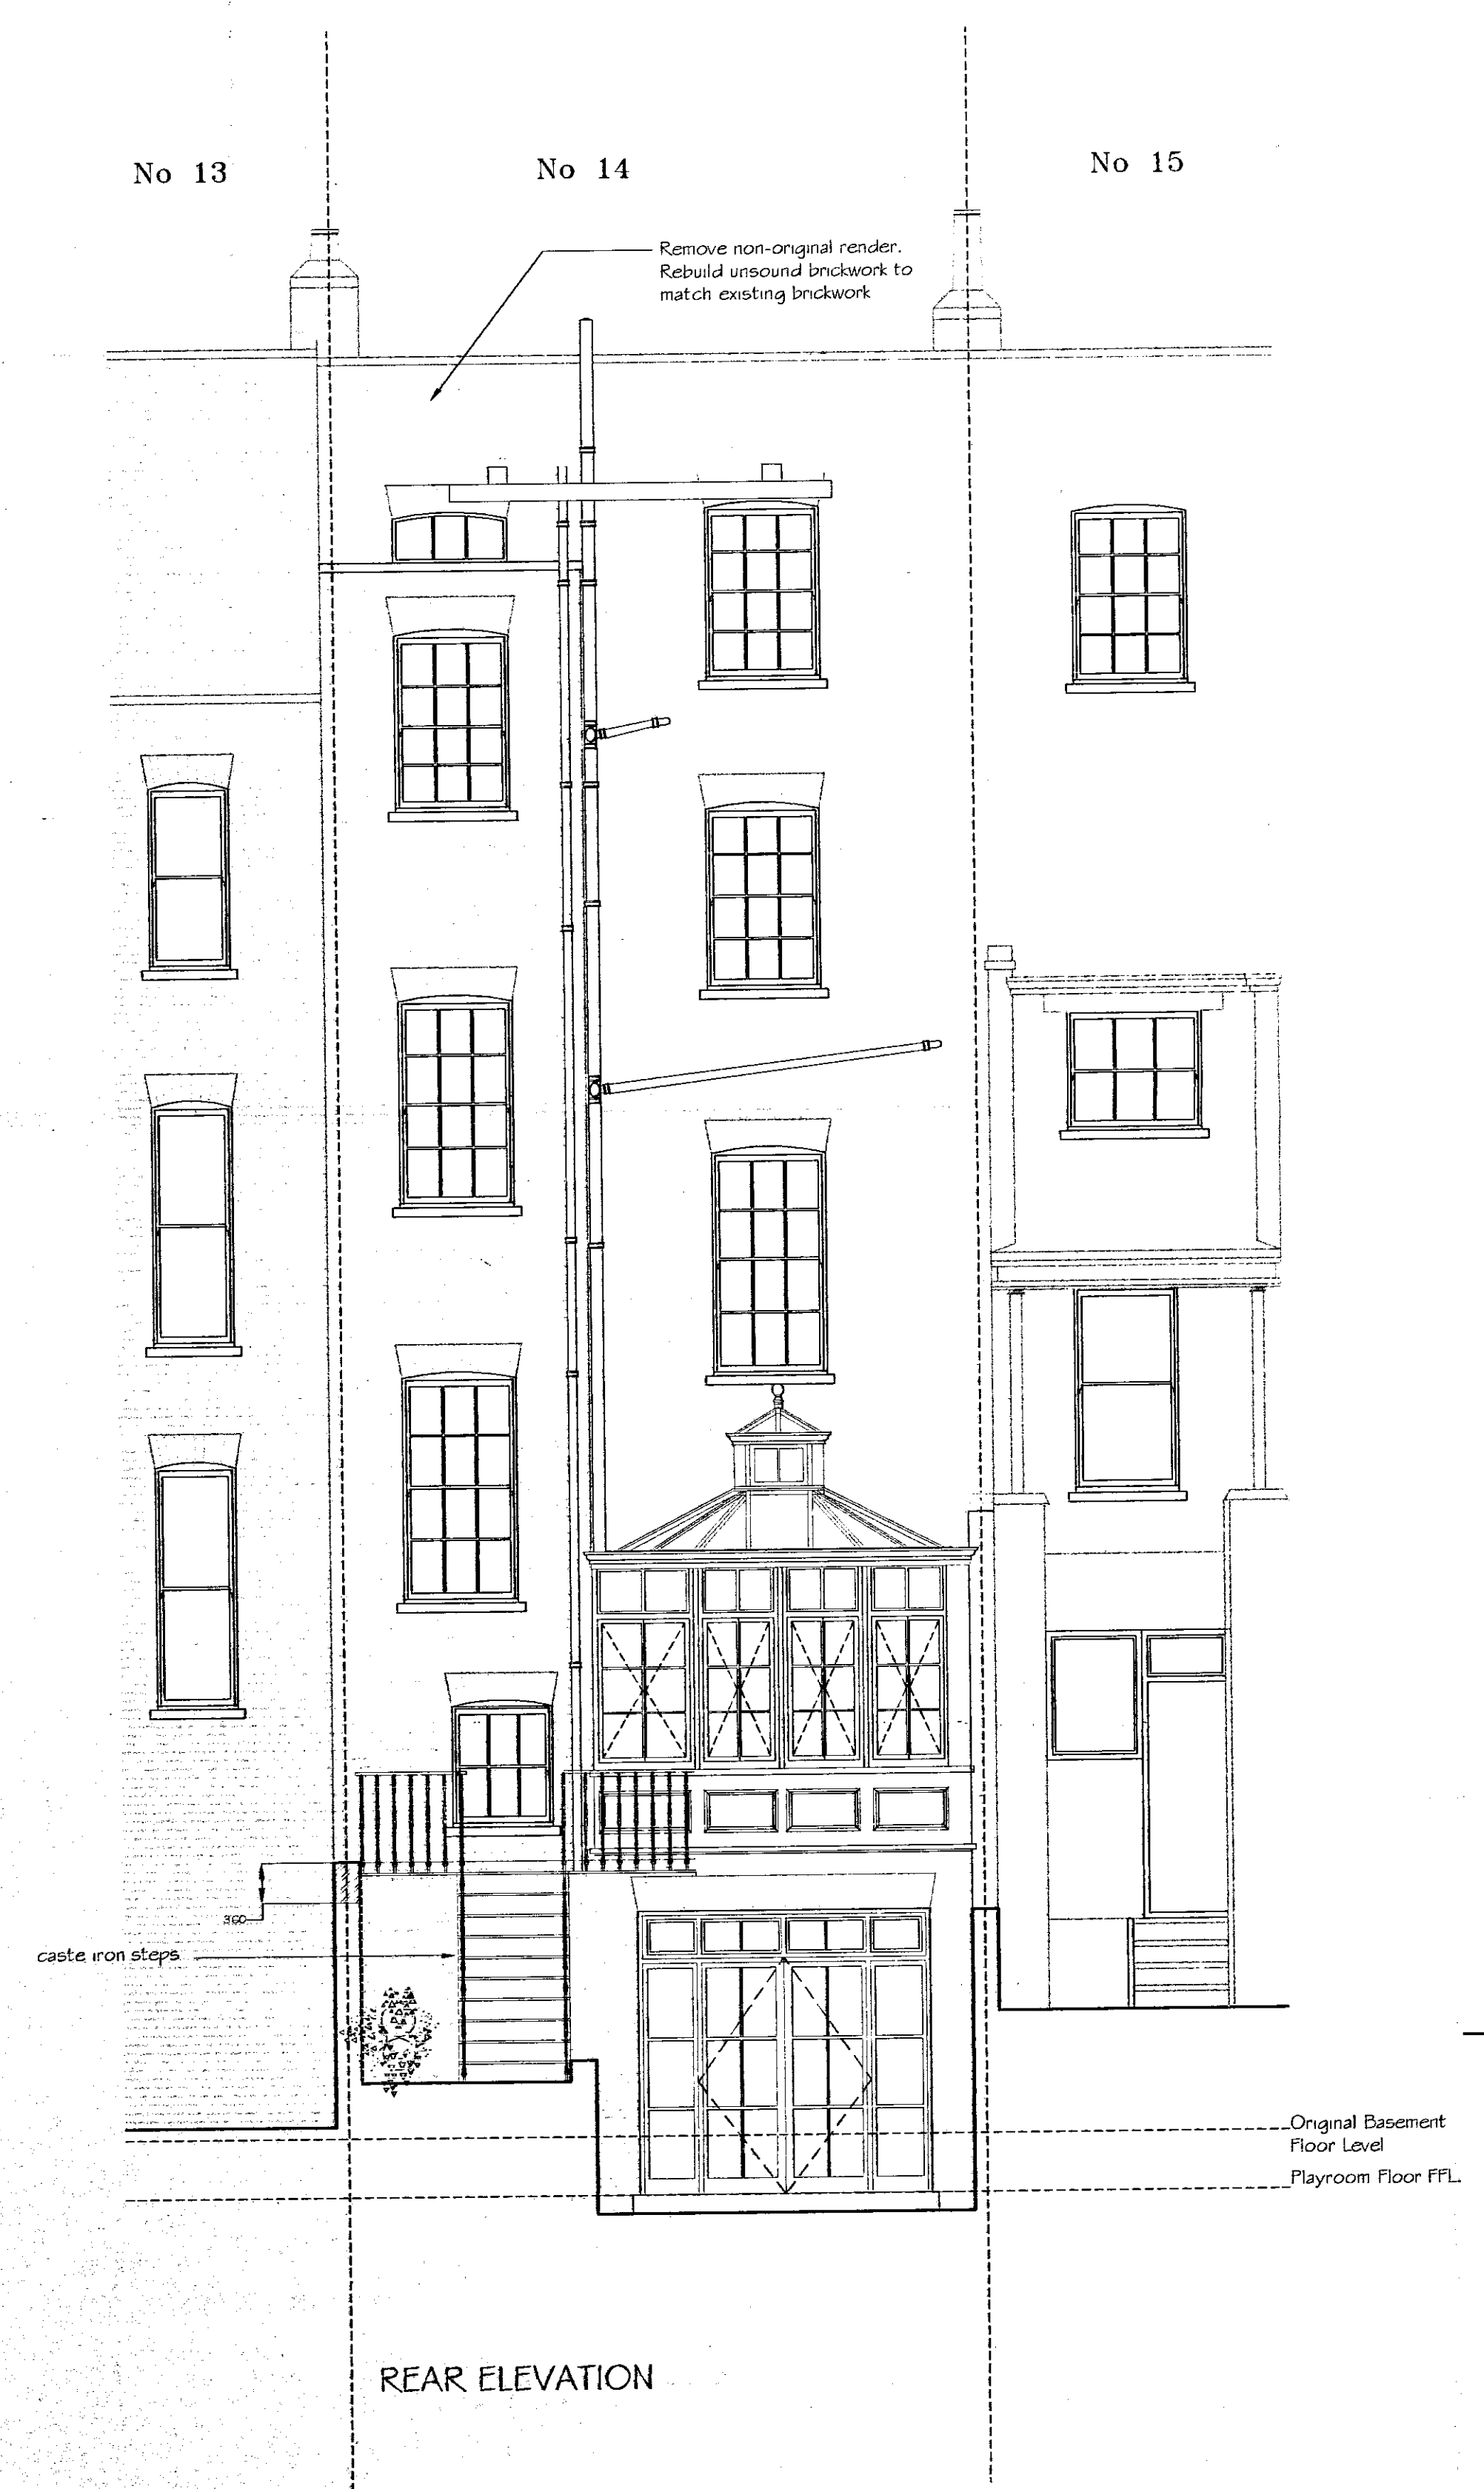 No 13
No 14
No 15
Remove non-original render.
Rebuild unsound brickwork to
match existing brickwork
360
caste iron steps
Original Basement
Floor Level
Playroom Floor FFL.
REAR ELEVATION